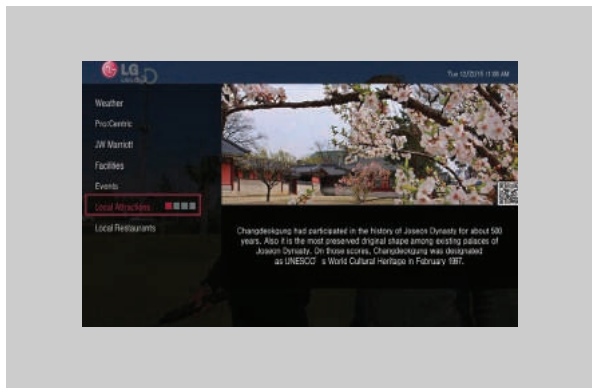 LG
Tue 12/22/15 11:08 AM
Weather
Pro:Centric
JW Marriott
Facilities
Events
Local Attractions
Local Restaurants
Changdeokgung had participated in the history of Joseon Dynasty for about 500
years. Also it is the most preserved original shape among existing palaces of
Joseon Dynasty. On those scores, Changdeokgung was designated
as UNESCO' s World Cultural Heritage in February 1997.